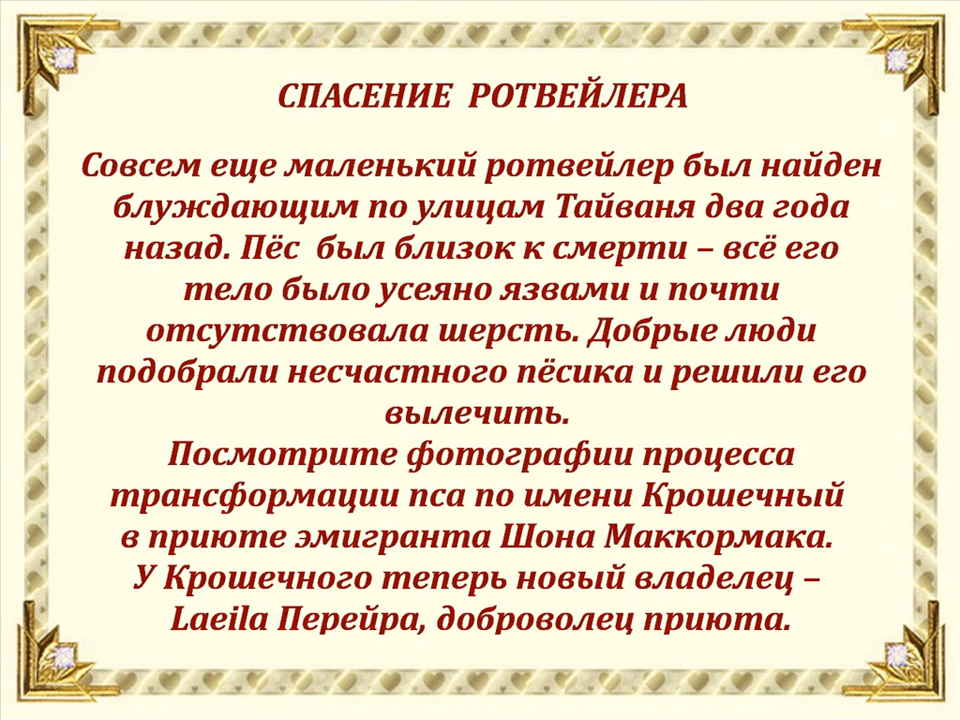 СПАСЕНИЕ РОТВЕЙЛЕРА
Совсем еще маленький ротвейлер был найден
блуждающим по улицам Тайваня два года
назад. Пёс был близок к смерти – всё его
тело было усеяно язвами и почти
отсутствовала шерсть. Добрые люди
подобрали несчастного пёсика и решили его
вылечить.
Посмотрите фотографии процесса
трансформации пса по имени Крошечный
в приюте эмигранта Шона Маккормака.
У Крошечного теперь новый владелец –
Laeila Перейра, доброволец приюта.